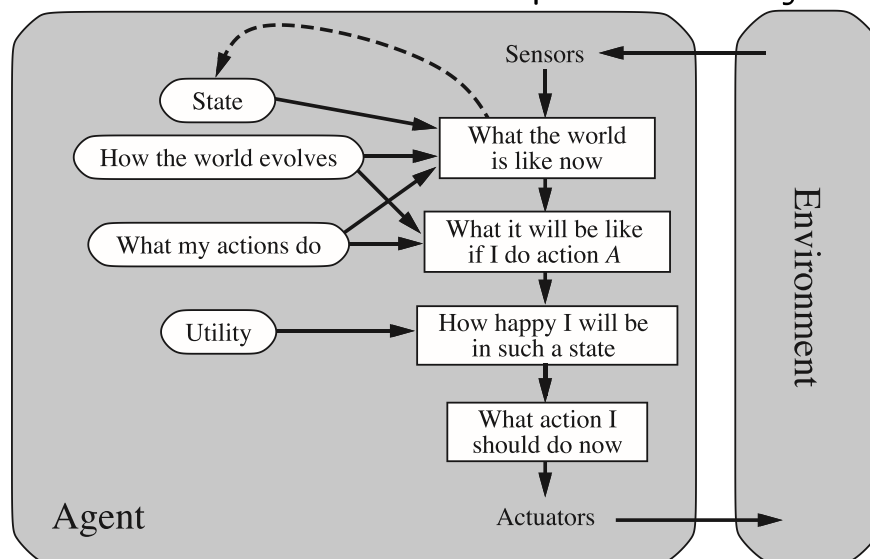 Sensors
State
What the world
is like now
How the world evolves
What it will be like
if I do action A
What my actions do
How happy I will be
in such a state
Utility
What action I
should do now
Agent
Actuators
Environment